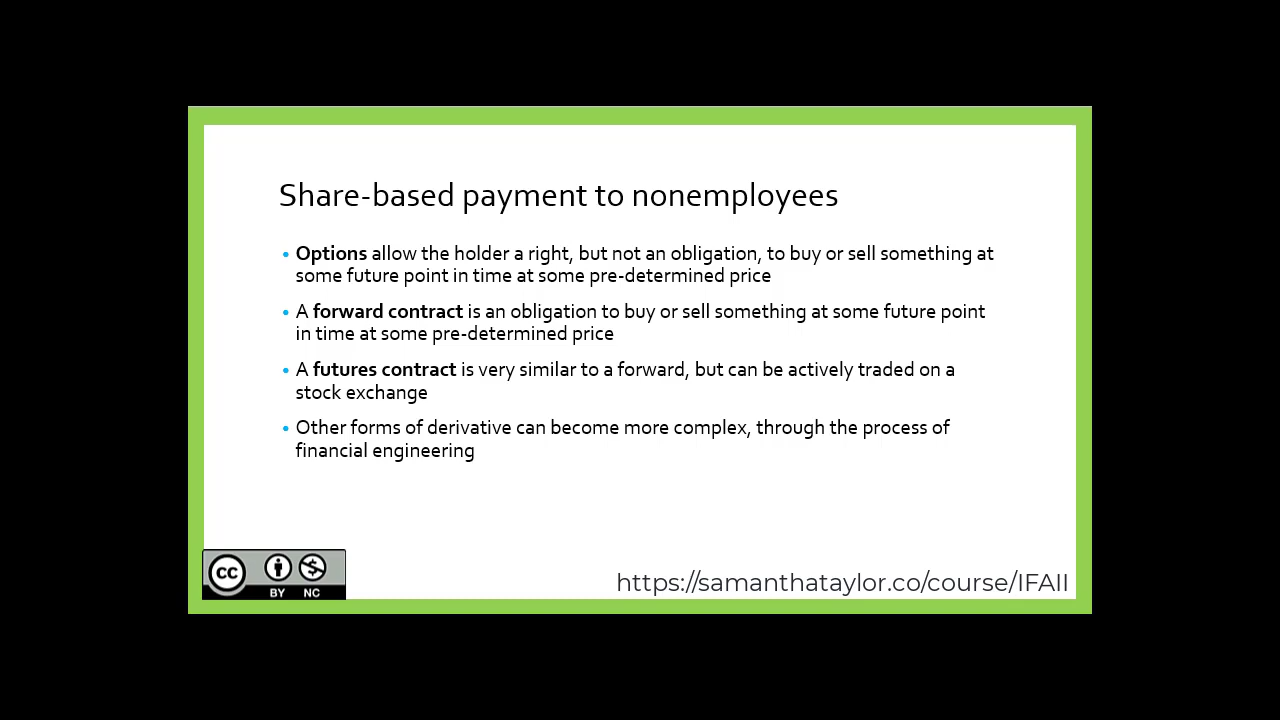 Share-based payment to nonemployees
• Options allow the holder a right, but not an obligation, to buy or sell something at
some future point in time at some pre-determined price
• A forward contract is an obligation to buy or sell something at some future point
in time at some pre-determined price
• A futures contract is very similar to a forward, but can be actively traded on a
stock exchange
• Other forms of derivative can become more complex, through the process of
financial engineering
cc
BY NC
https://samanthataylor.co/course/IFAII